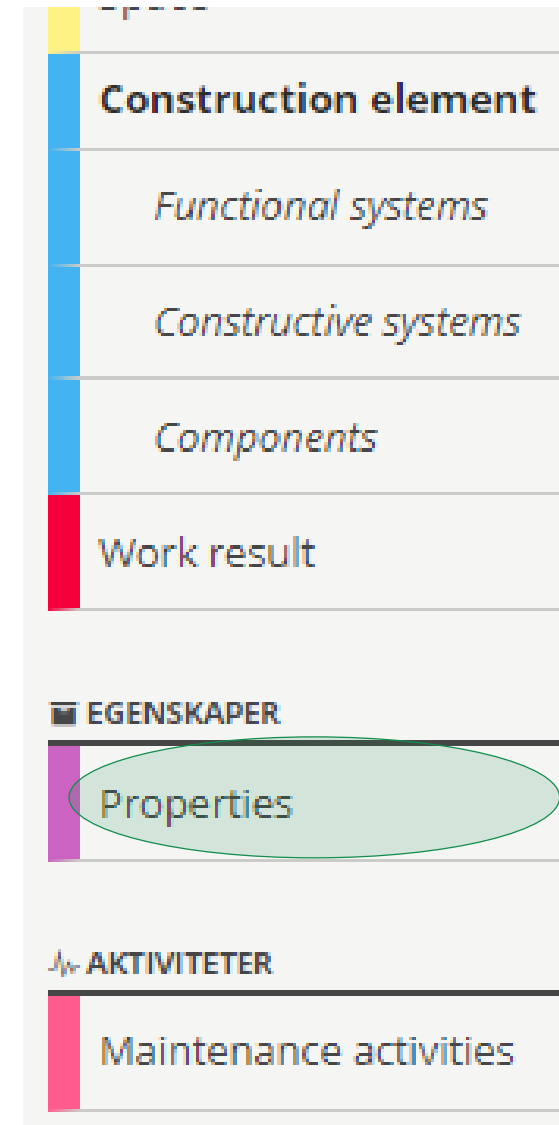 Construction element
Functional systems
Constructive systems
Components
Work result
EGENSKAPER
Properties
AKTIVITETER
Maintenance activities